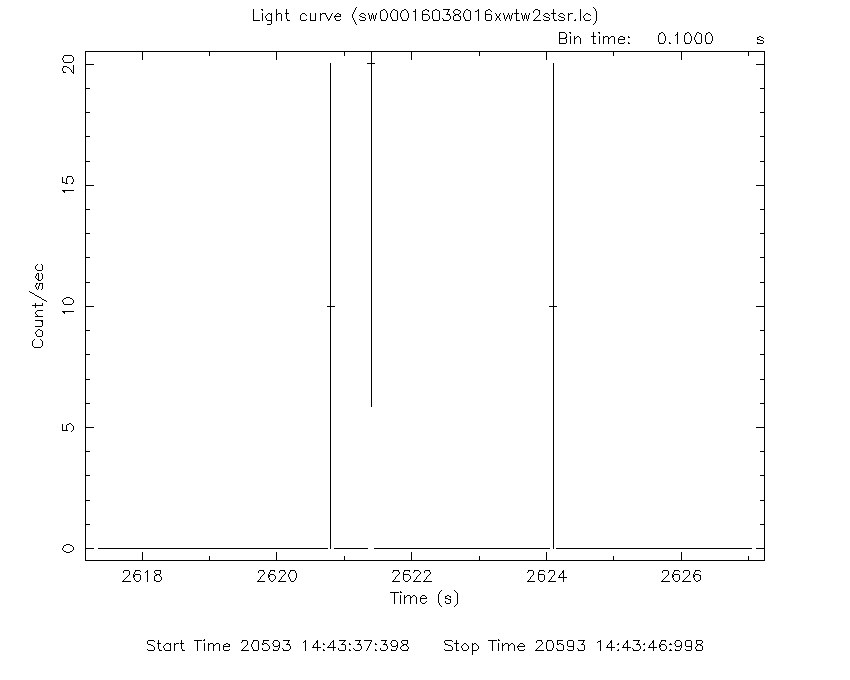 Light curve (sw00016038016xwtw2stsr.lc)
Bin time: 0.1000 s
20
15
10
5
0
Count/sec
2618 2620 2622 2624 2626
Time (s)
Start Time 20593 14:43:37:398 Stop Time 20593 14:43:46:998